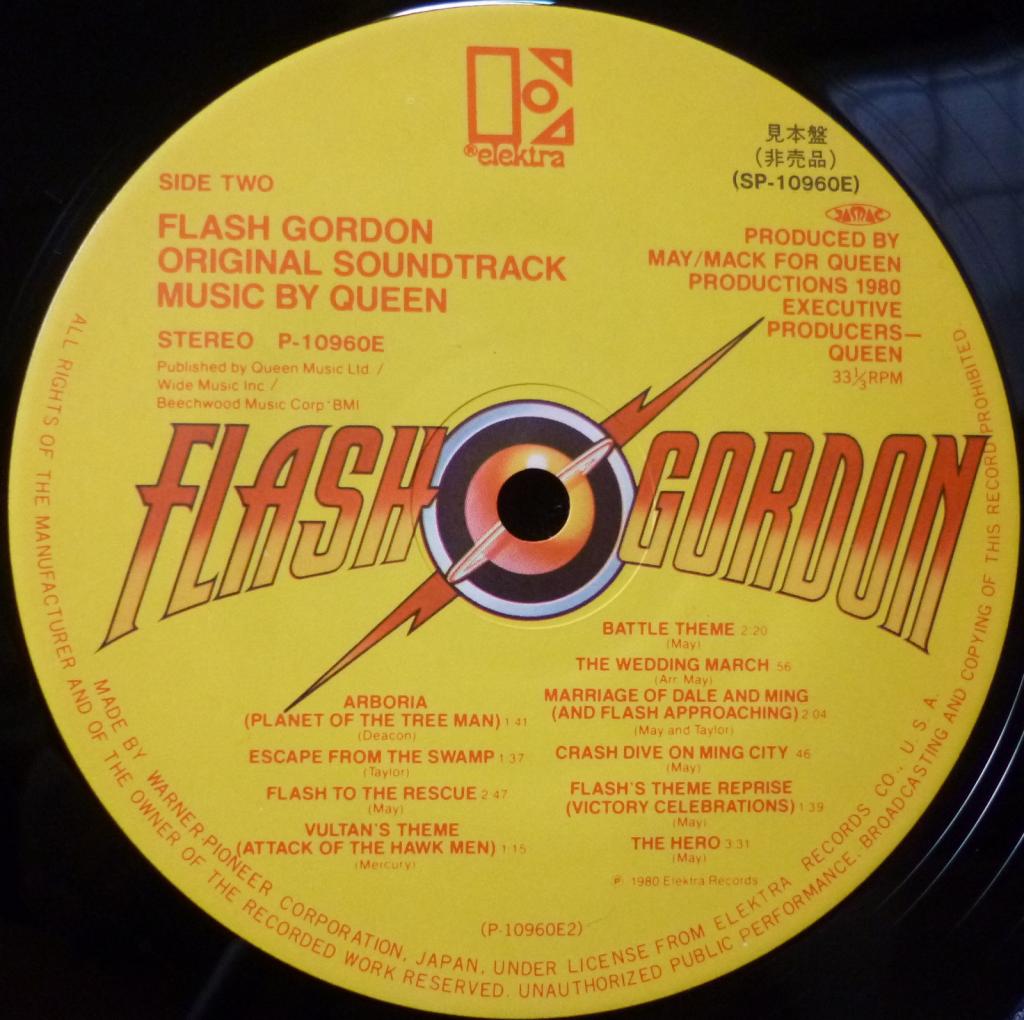 ®elektra
見本盤
(非売品)
(SP-10960E)
JASRAC
SIDE TWO
FLASH GORDON
ORIGINAL SOUNDTRACK
MUSIC BY QUEEN
STEREO P-10960E
Published by Queen Music Ltd. /
Wide Music Inc /
Beechwood Music Corp·BMI
PRODUCED BY
MAY/MACK FOR QUEEN
PRODUCTIONS 1980
EXECUTIVE
PRODUCERS—
QUEEN
33⅓RPM
FLASH GORDON
ARBORIA
(PLANET OF THE TREE MAN) 1:41
(Deacon)
ESCAPE FROM THE SWAMP 1:37
(Taylor)
FLASH TO THE RESCUE 2:47
(May)
VULTAN'S THEME
(ATTACK OF THE HAWK MEN) 1:15
(Mercury)
BATTLE THEME 2:20
(May)
THE WEDDING MARCH 56
(Arr. May)
MARRIAGE OF DALE AND MING
(AND FLASH APPROACHING) 2:04
(May and Taylor)
CRASH DIVE ON MING CITY 46
(May)
FLASH'S THEME REPRISE
(VICTORY CELEBRATIONS) 1:39
(May)
THE HERO 3:31
(May)
℗ 1980 Elektra Records
(P-10960E2)
MADE BY WARNER-PIONEER CORPORATION, JAPAN, UNDER LICENSE FROM ELEKTRA RECORDS CO., U. S. A.
ALL RIGHTS OF THE MANUFACTURER AND OF THE OWNER OF THE RECORDED WORK RESERVED. UNAUTHORIZED PUBLIC PERFORMANCE, BROADCASTING AND COPYING OF THIS RECORD PROHIBITED.